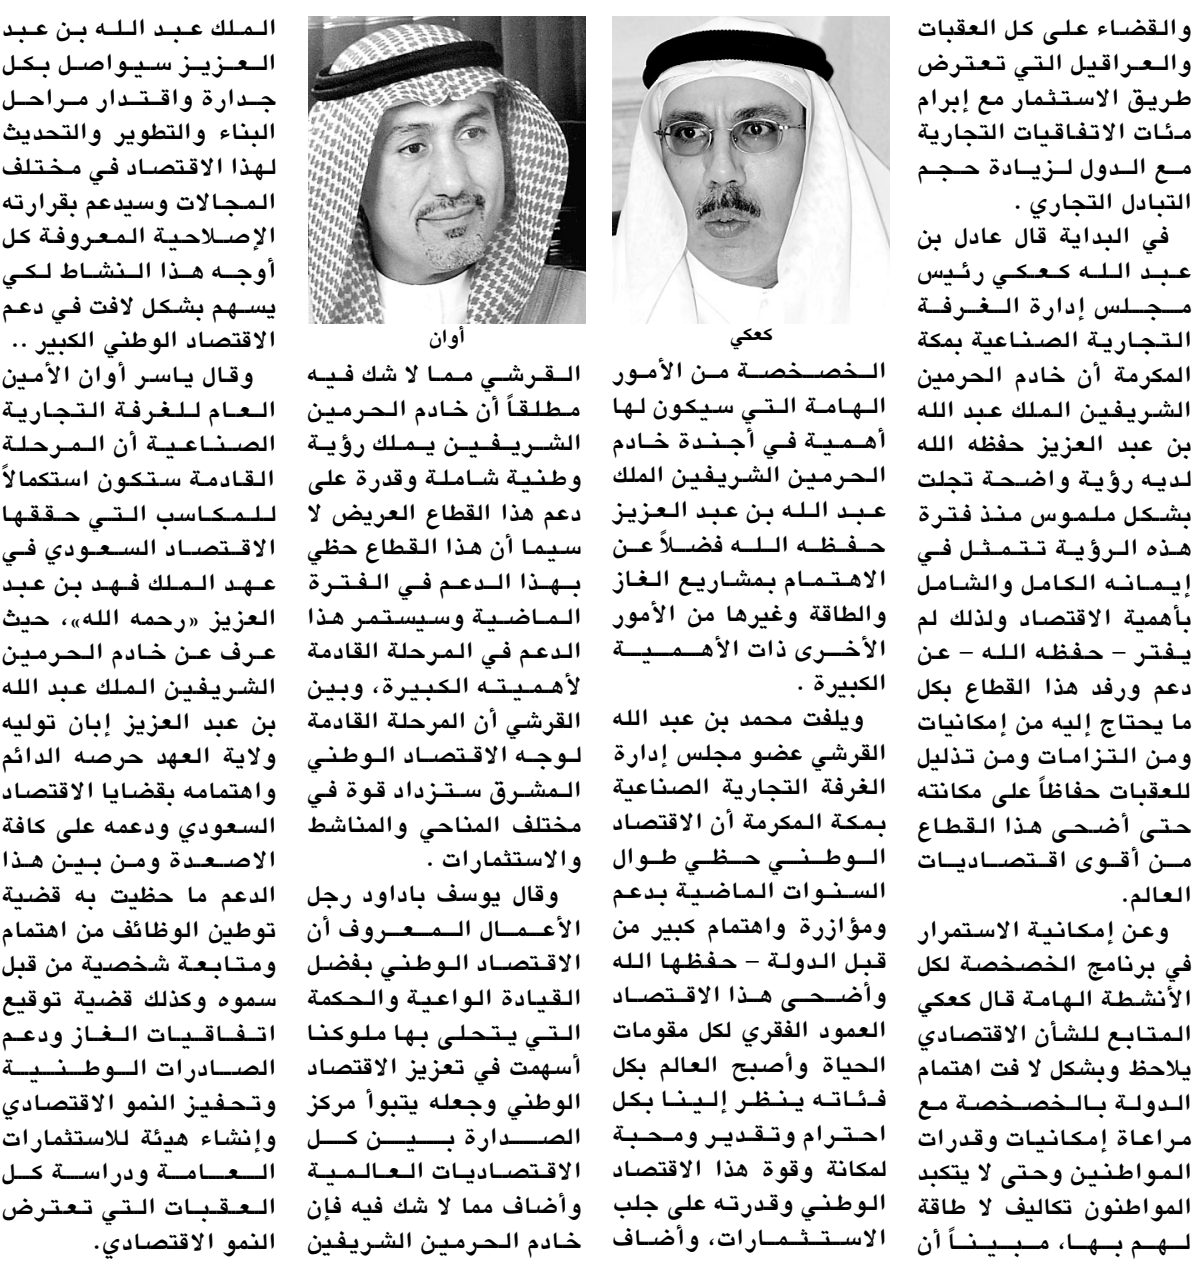 والقضاء على كل العقبات
والعراقيل التي تعترض
طريق الاستثمار مع إبرام
مئات الاتفاقيات التجارية
مع الدول لزيادة حجم
التبادل التجاري .
في البداية قال عادل بن
عبد الله كعكي رئيس
مجلس إدارة الغرفة
التجارية الصناعية بمكة
المكرمة أن خادم الحرمين
الشريفين الملك عبد الله
بن عبد العزيز حفظه الله
لديه رؤية واضحة تجلت
بشكل ملموس منذ فترة
هذه الرؤية تتمثل في
إيمانه الكامل والشامل
بأهمية الاقتصاد ولذلك لم
يفتر – حفظه الله – عن
دعم ورفد هذا القطاع بكل
ما يحتاج إليه من إمكانيات
ومن التزامات ومن تذليل
للعقبات حفاظاً على مكانته
حتى أضحى هذا القطاع
من أقوى اقتصاديات
العالم.
وعن إمكانية الاستمرار
في برنامج الخصخصة لكل
الأنشطة الهامة قال كعكي
المتابع للشأن الاقتصادي
يلاحظ وبشكل لا فت اهتمام
الدولة بالخصخصة مع
مراعاة إمكانيات وقدرات
المواطنين وحتى لا يتكبد
المواطنون تكاليف لا طاقة
لهم بها، مبيناً أن
كعكي
الخصخصة من الأمور
الهامة التي سيكون لها
أهمية في أجندة خادم
الحرمين الشريفين الملك
عبد الله بن عبد العزيز
حفظه الله فضلاً عن
الاهتمام بمشاريع الغاز
والطاقة وغيرها من الأمور
الأخرى ذات الأهمية
الكبيرة .
ويلفت محمد بن عبد الله
القرشي عضو مجلس إدارة
الغرفة التجارية الصناعية
بمكة المكرمة أن الاقتصاد
الوطني حظي طوال
السنوات الماضية بدعم
ومؤازرة واهتمام كبير من
قبل الدولة – حفظها الله
وأضحى هذا الاقتصاد
العمود الفقري لكل مقومات
الحياة وأصبح العالم بكل
فئاته ينظر إلينا بكل
احترام وتقدير ومحبة
لمكانة وقوة هذا الاقتصاد
الوطني وقدرته على جلب
الاستثمارات، وأضاف
أوان
القرشي مما لا شك فيه
مطلقاً أن خادم الحرمين
الشريفين يملك رؤية
وطنية شاملة وقدرة على
دعم هذا القطاع العريض لا
سيما أن هذا القطاع حظي
بهذا الدعم في الفترة
الماضية وسيستمر هذا
الدعم في المرحلة القادمة
لأهميته الكبيرة، وبين
القرشي أن المرحلة القادمة
لوجه الاقتصاد الوطني
المشرق ستزداد قوة في
مختلف المناحي والمناشط
والاستثمارات .
وقال يوسف باداود رجل
الأعمال المعروف أن
الاقتصاد الوطني بفضل
القيادة الواعية والحكمة
التي يتحلى بها ملوكنا
أسهمت في تعزيز الاقتصاد
الوطني وجعله يتبوأ مركز
الصدارة بين كل
الاقتصاديات العالمية
وأضاف مما لا شك فيه فإن
خادم الحرمين الشريفين
الملك عبد الله بن عبد
العزيز سيواصل بكل
جدارة واقتدار مراحل
البناء والتطوير والتحديث
لهذا الاقتصاد في مختلف
المجالات وسيدعم بقرارته
الإصلاحية المعروفة كل
أوجه هذا النشاط لكي
يسهم بشكل لافت في دعم
الاقتصاد الوطني الكبير ..
وقال ياسر أوان الأمين
العام للغرفة التجارية
الصناعية أن المرحلة
القادمة ستكون استكمالاً
للمكاسب التي حققها
الاقتصاد السعودي في
عهد الملك فهد بن عبد
العزيز «رحمه الله»، حيث
عرف عن خادم الحرمين
الشريفين الملك عبد الله
بن عبد العزيز إبان توليه
ولاية العهد حرصه الدائم
واهتمامه بقضايا الاقتصاد
السعودي ودعمه على كافة
الاصعدة ومن بين هذا
الدعم ما حظيت به قضية
توطين الوظائف من اهتمام
ومتابعة شخصية من قبل
سموه وكذلك قضية توقيع
اتفاقيات الغاز ودعم
الصادرات الوطنية
وتحفيز النمو الاقتصادي
وإنشاء هيئة للاستثمارات
العامة ودراسة كل
العقبات التي تعترض
النمو الاقتصادي.